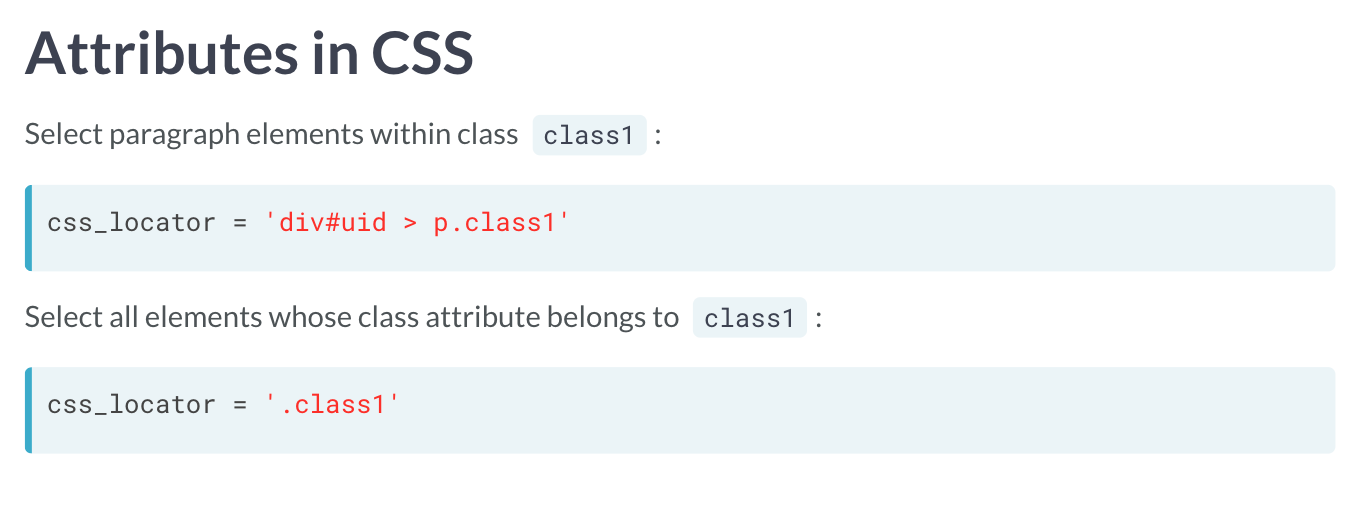 Attributes in CSS
Select paragraph elements within class class1 :
css_locator = 'div#uid > p.class1'
Select all elements whose class attribute belongs to class1 :
css_locator = '.class1'